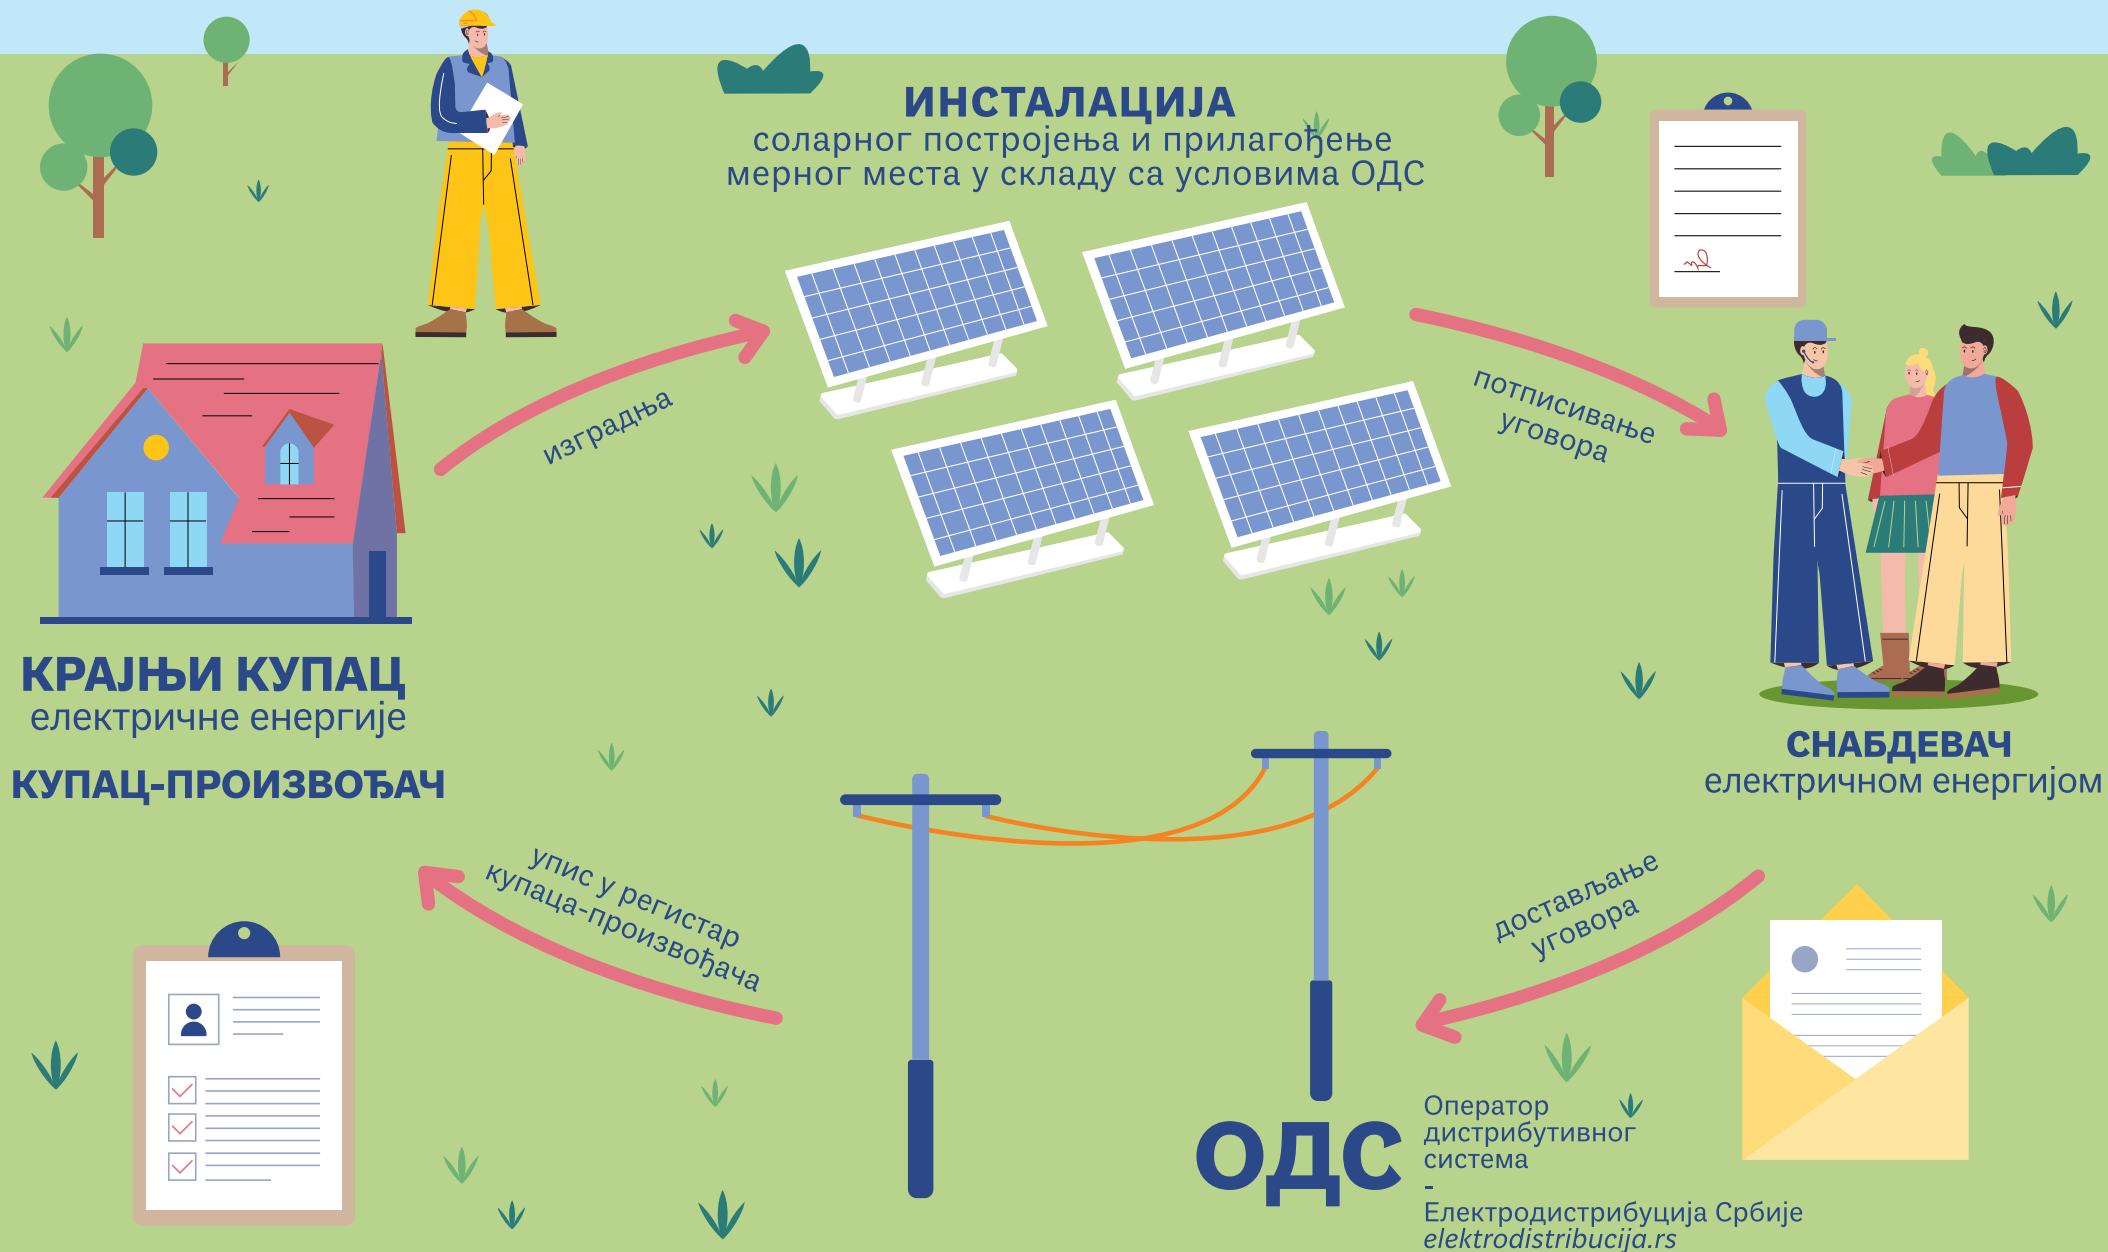 ИНСТАЛАЦИЈА
соларног постројења и прилагођење
мерног места у складу са условима ОДС
изградња
потписивање
уговора
КРАЈЊИ КУПАЦ
електричне енергије
КУПАЦ-ПРОИЗВОЂАЧ
СНАБДЕВАЧ
електричном енергијом
упис у регистар
купаца-произвођача
достављање
уговора
ОДС
Оператор
дистрибутивног
система
-
Електродистрибуција Србије
elektrodistribucija.rs